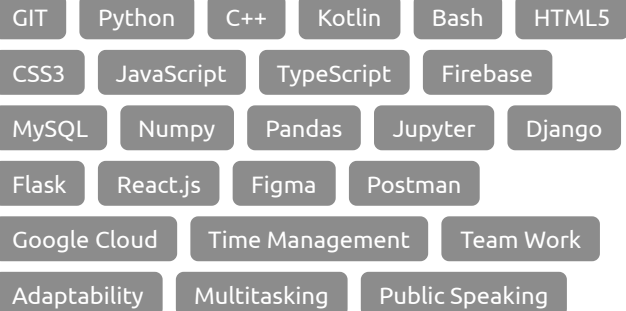 GIT Python C++ Kotlin Bash HTML5
CSS3 JavaScript TypeScript Firebase
MySQL Numpy Pandas Jupyter Django
Flask React.js Figma Postman
Google Cloud Time Management Team Work
Adaptability Multitasking Public Speaking